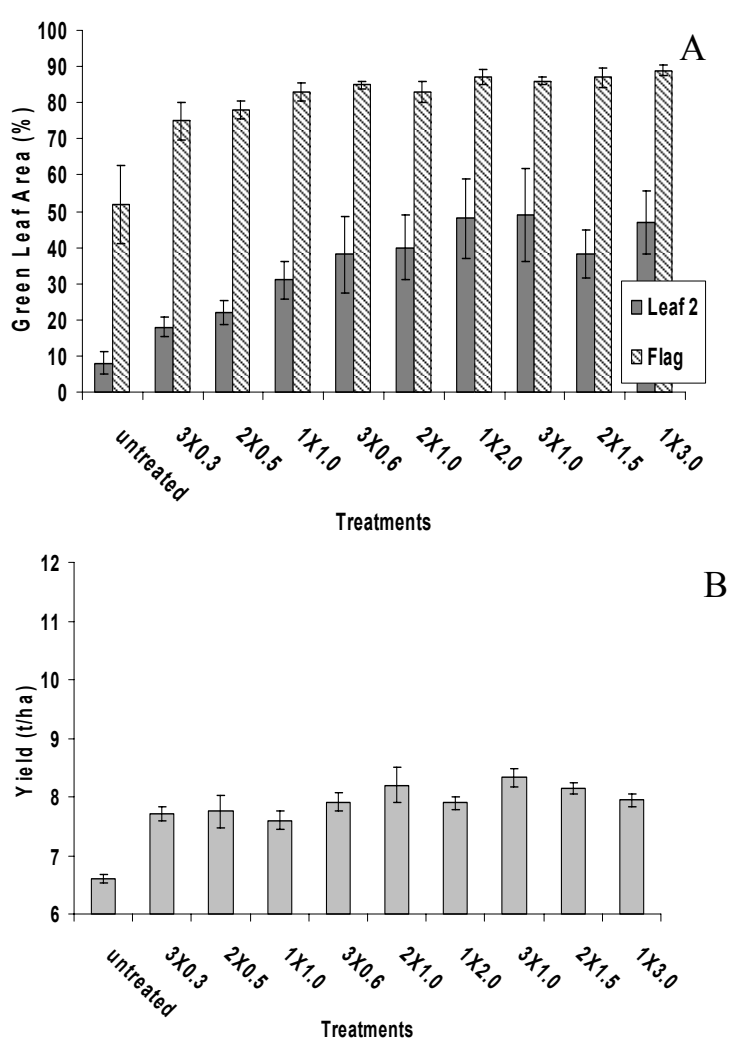 A
100
90
80
70
60
50
40
30
20
10
0
Green Leaf Area (%)
Leaf 2
Flag
untreated 3X0.3 2X0.5 1X1.0 3X0.6 2X1.0 1X2.0 3X1.0 2X1.5 1X3.0
Treatments
B
12
11
10
9
8
7
6
Yield (t/ha)
untreated 3X0.3 2X0.5 1X1.0 3X0.6 2X1.0 1X2.0 3X1.0 2X1.5 1X3.0
Treatments